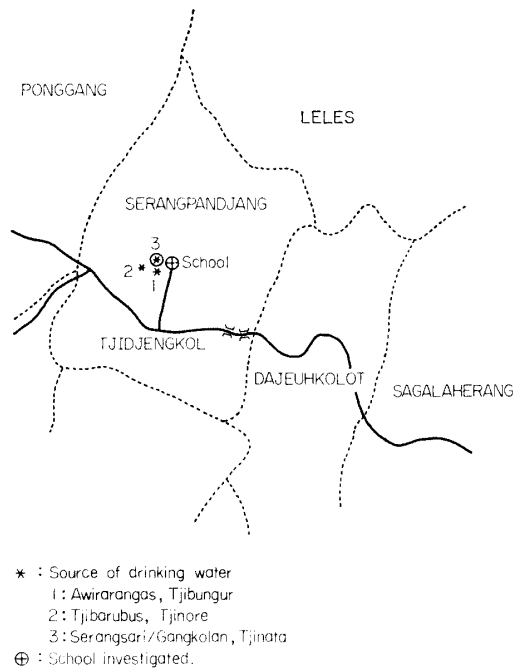 PONGGANG
LELES
SERANGPANDJANG
3
2 * School
1
TJIDJENGKOL
DAJEUHKOLOT
SAGALAHERANG
* : Source of drinking water
1: Awirarangas, Tjibungur
2: Tjibarubus, Tjinore
3: Serangsari/Gangkolan, Tjinata
⊕ : School investigated.